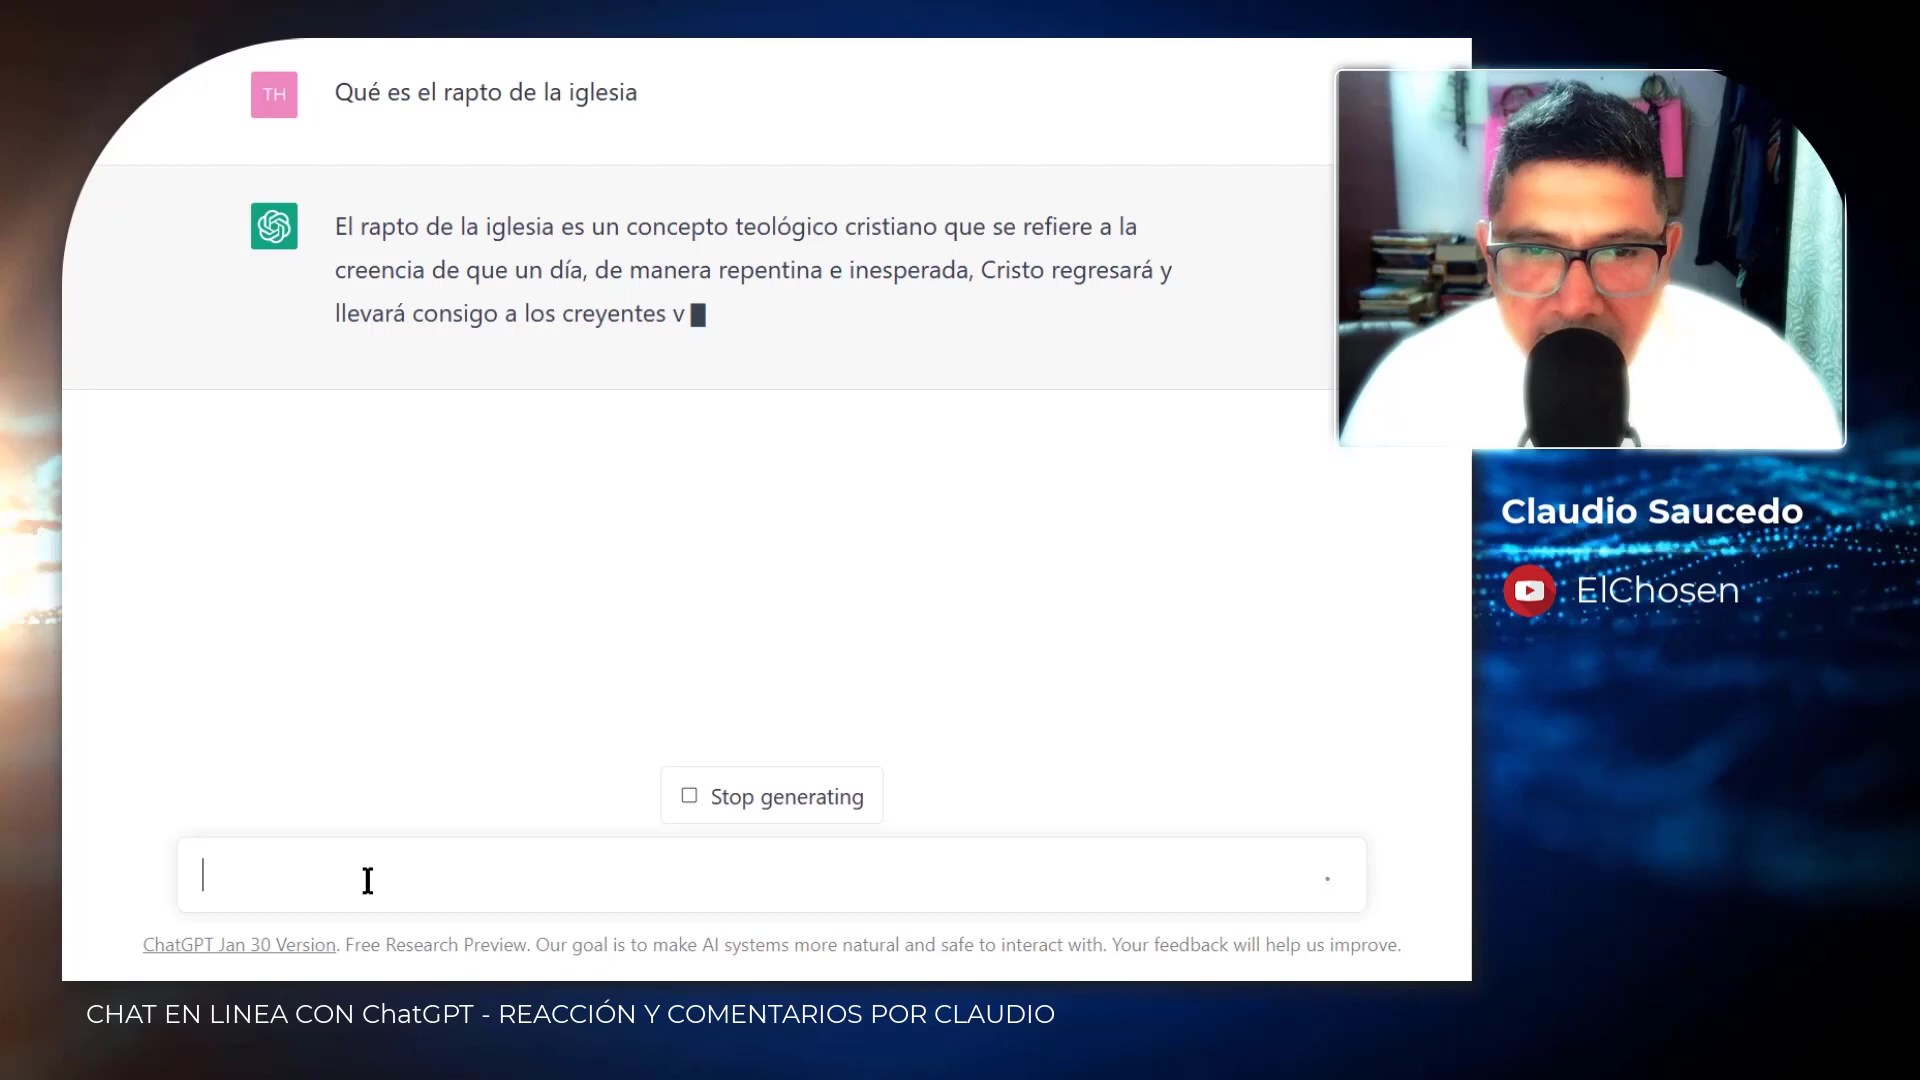 TH
Qué es el rapto de la iglesia
El rapto de la iglesia es un concepto teológico cristiano que se refiere a la
creencia de que un día, de manera repentina e inesperada, Cristo regresará y
llevará consigo a los creyentes v
Claudio Saucedo
ElChosen
Stop generating
ChatGPT Jan 30 Version. Free Research Preview. Our goal is to make AI systems more natural and safe to interact with. Your feedback will help us improve.
CHAT EN LINEA CON ChatGPT - REACCIÓN Y COMENTARIOS POR CLAUDIO